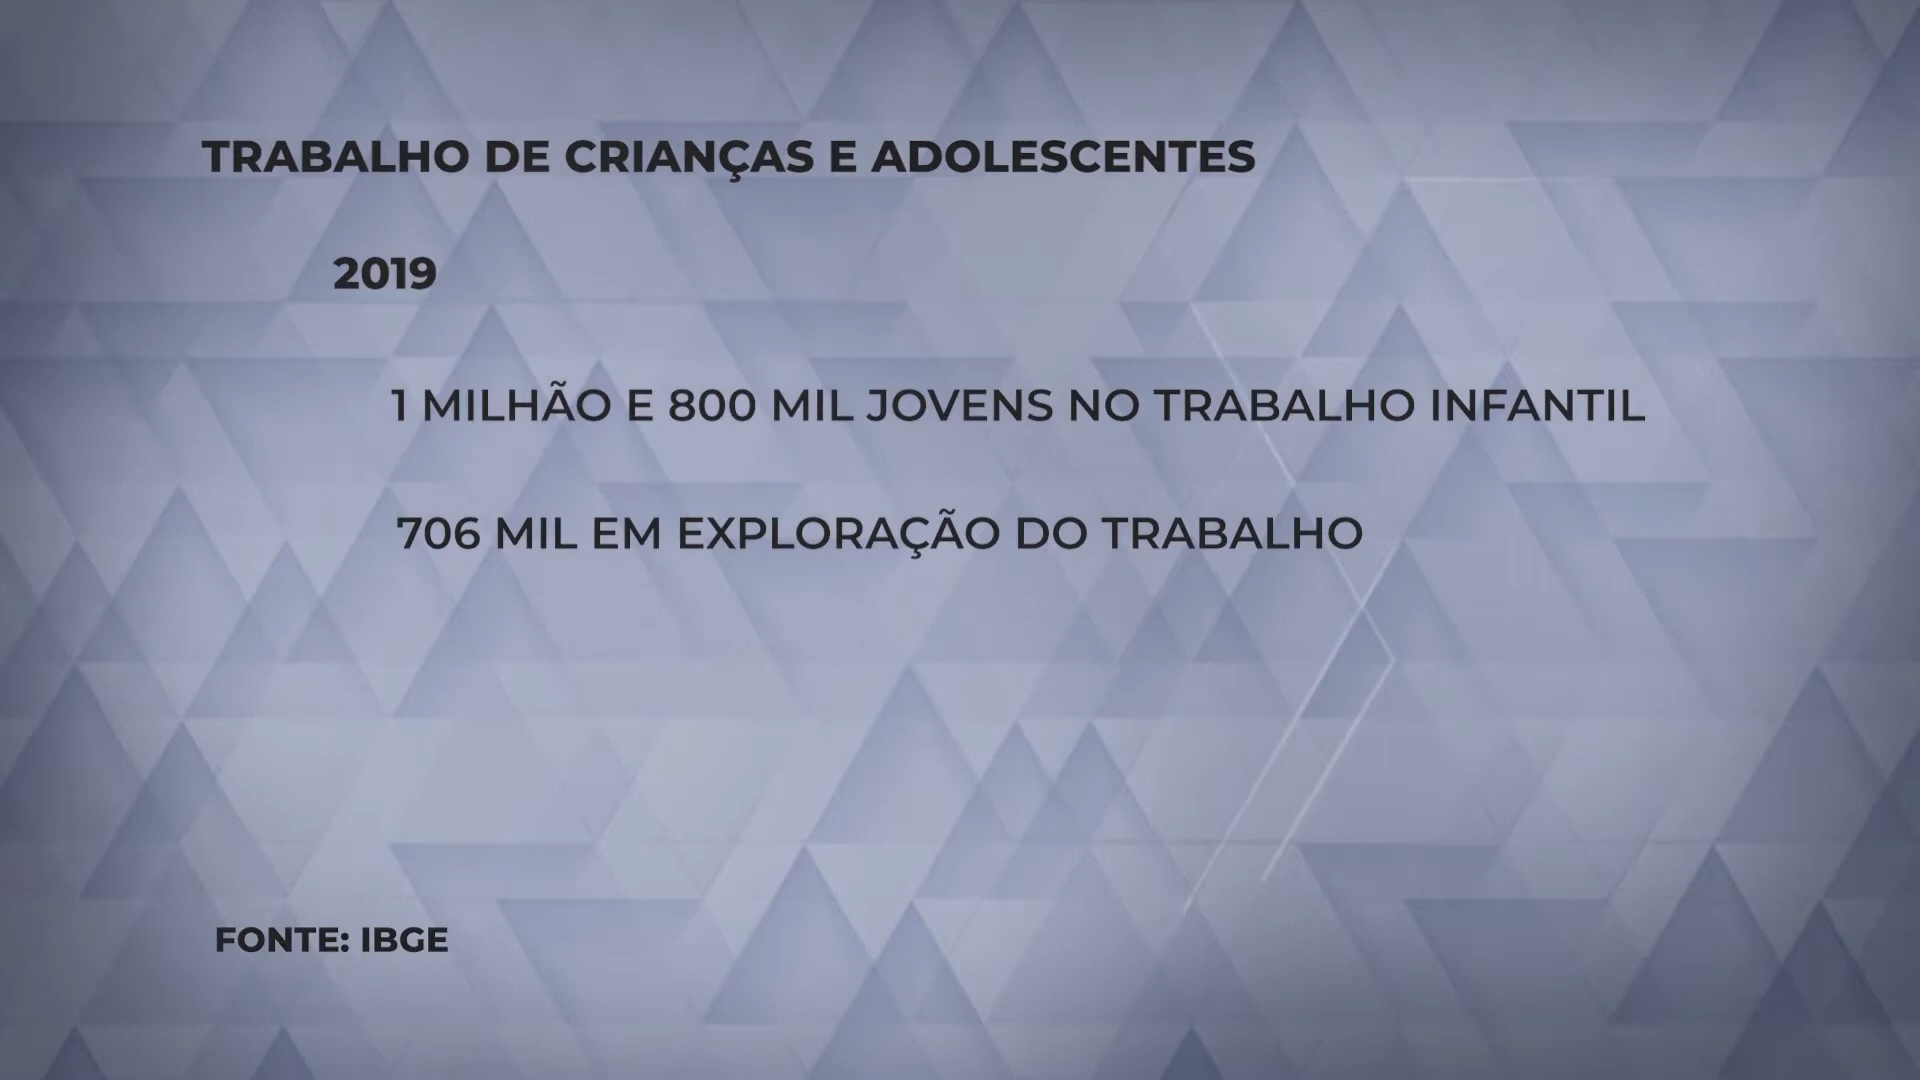 TRABALHO DE CRIANÇAS E ADOLESCENTES
2019
1 MILHÃO E 800 MIL JOVENS NO TRABALHO INFANTIL
706 MIL EM EXPLORAÇÃO DO TRABALHO
FONTE: IBGE